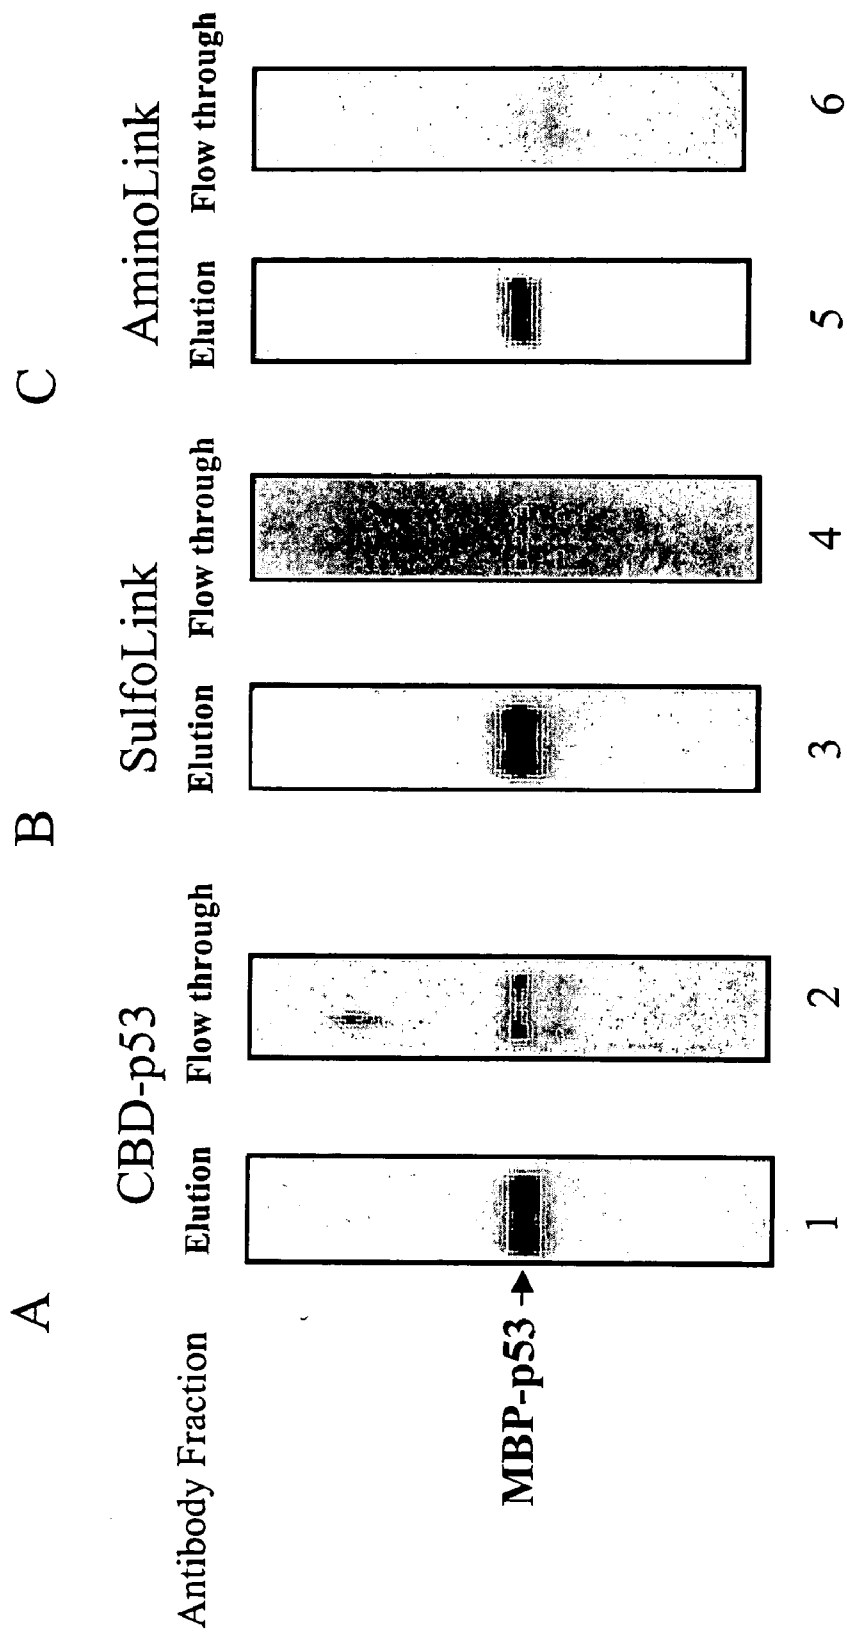 A
B
C
CBD-p53
SulfoLink
AminoLink
Antibody Fraction
Elution
Flow through
Elution
Flow through
Elution
Flow through
MBP-p53
1
2
3
4
5
6